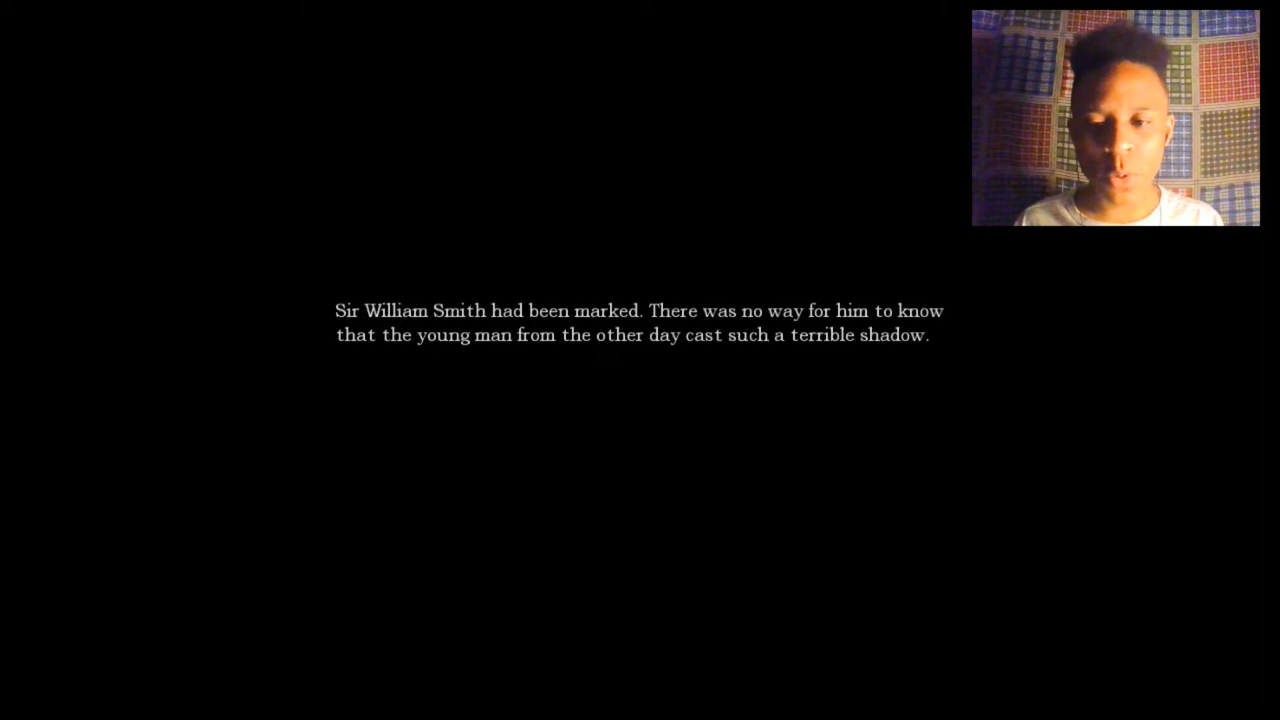 Sir William Smith had been marked. There was no way for him to know
that the young man from the other day cast such a terrible shadow.